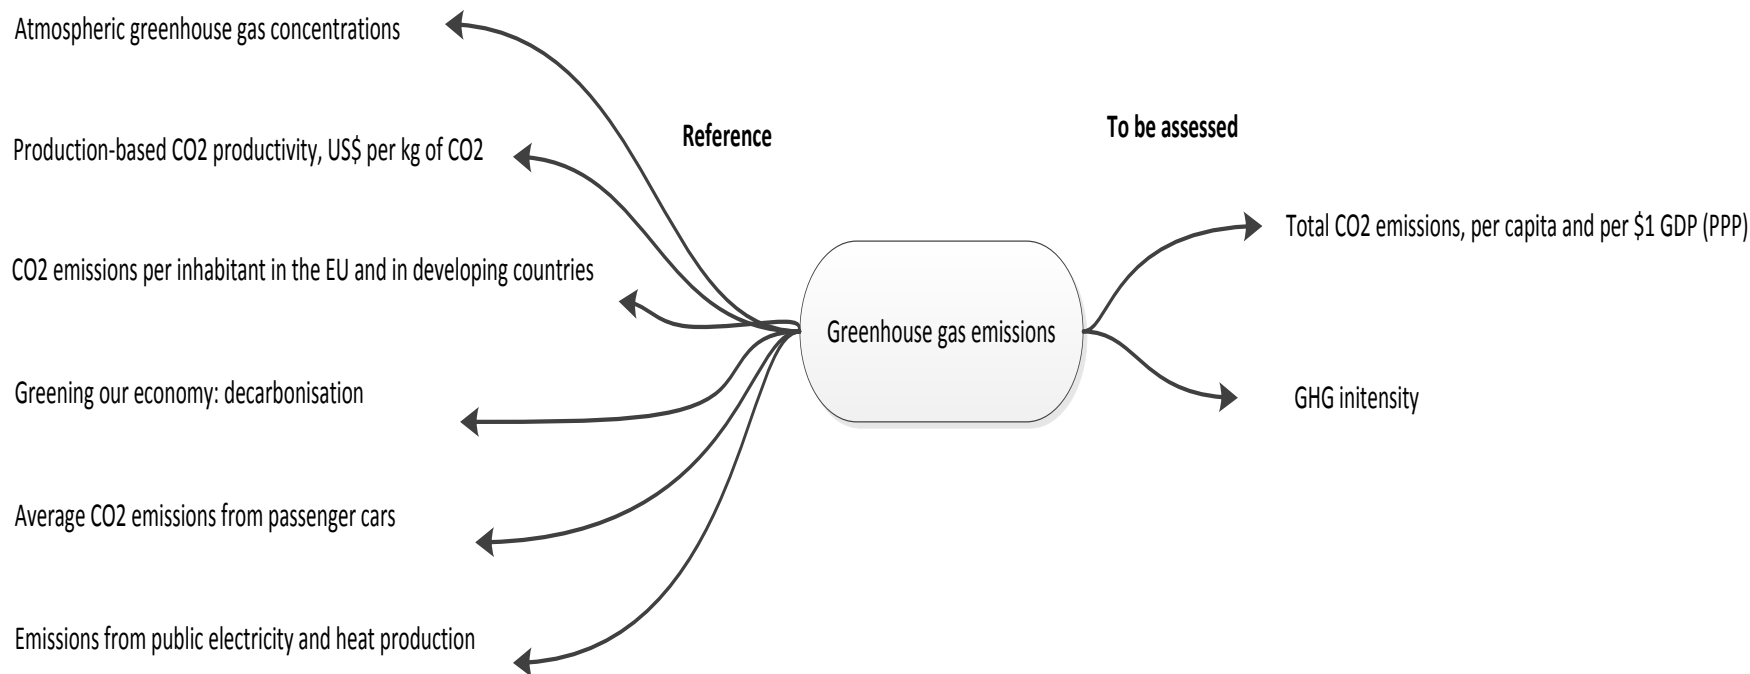 Atmospheric greenhouse gas concentrations
Production-based CO2 productivity, US$ per kg of CO2
CO2 emissions per inhabitant in the EU and in developing countries
Greening our economy: decarbonisation
Average CO2 emissions from passenger cars
Emissions from public electricity and heat production
Reference
Greenhouse gas emissions
To be assessed
Total CO2 emissions, per capita and per $1 GDP (PPP)
GHG initensity